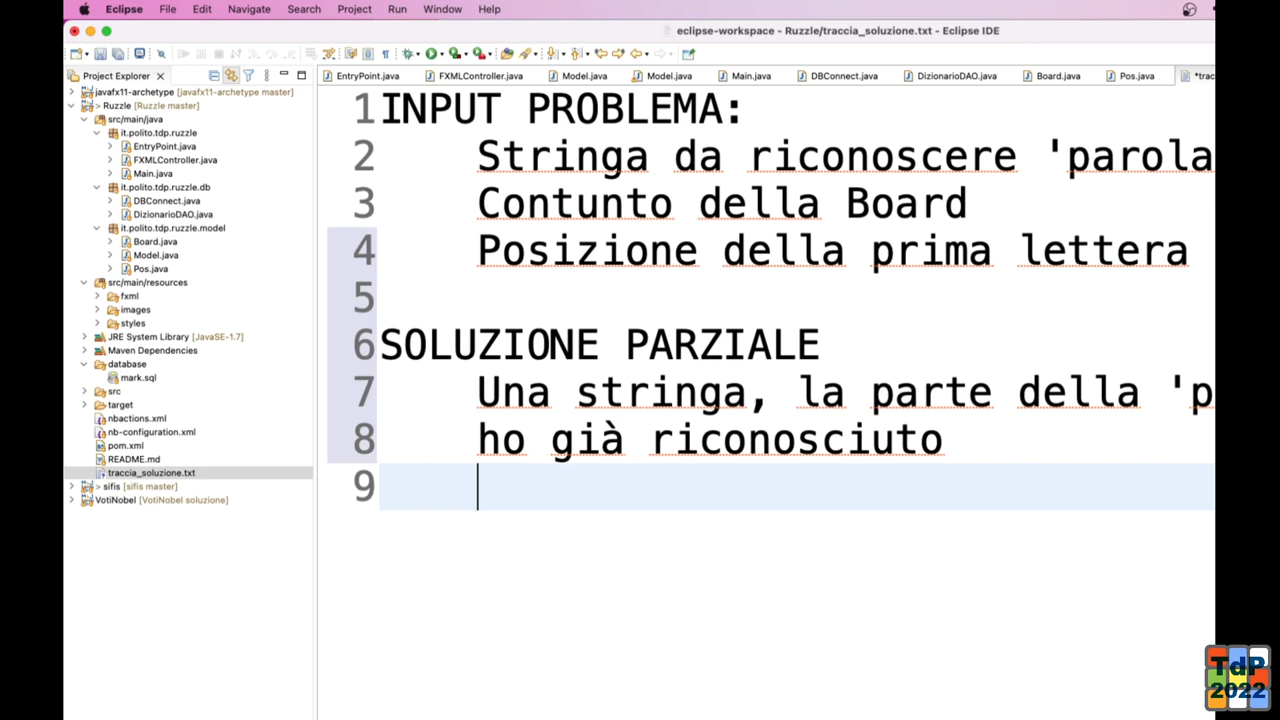 Eclipse File Edit Navigate Search Project Run Window Help
eclipse-workspace - Ruzzle/traccia_soluzione.txt - Eclipse IDE
Project Explorer
EntryPoint.java FXMLController.java Model.java Model.java Main.java DBConnect.java DizionarioDAO.java Board.java Pos.java *trac
javafx11-archetype [javafx11-archetype master]
> Ruzzle [Ruzzle master]
src/main/java
it.polito.tdp.ruzzle
EntryPoint.java
FXMLController.java
Main.java
it.polito.tdp.ruzzle.db
DBConnect.java
DizionarioDAO.java
it.polito.tdp.ruzzle.model
Board.java
Model.java
Pos.java
src/main/resources
fxml
images
styles
JRE System Library [JavaSE-1.7]
Maven Dependencies
database
mark.sql
src
target
nbactions.xml
nb-configuration.xml
pom.xml
README.md
traccia_soluzione.txt
> sifis [sifis master]
VotiNobel [VotiNobel soluzione]
1 INPUT PROBLEMA:
2 Stringa da riconoscere 'parola
3 Contunto della Board
4 Posizione della prima lettera
5
6 SOLUZIONE PARZIALE
7 Una stringa, la parte della 'p
8 ho già riconosciuto
9
TdP
2022